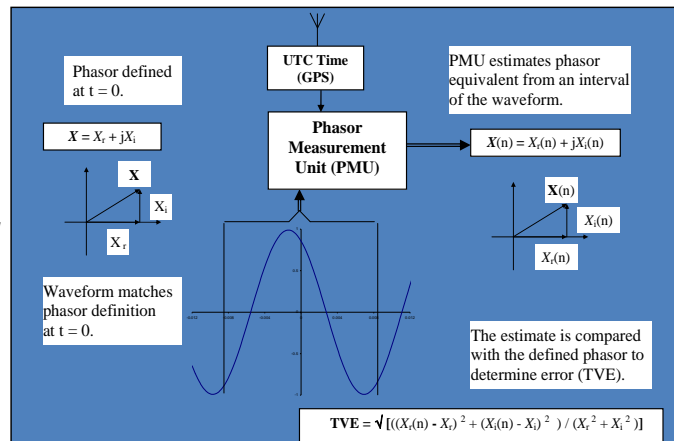 UTC Time
(GPS)
Phasor defined
at t = 0.
PMU estimates phasor
equivalent from an interval
of the waveform.
X = Xr + jXi
Phasor
Measurement
Unit (PMU)
X(n) = Xr(n) + jXi(n)
X
Xi
Xr
X(n)
Xi(n)
Xr(n)
Waveform matches
phasor definition
at t = 0.
The estimate is compared
with the defined phasor to
determine error (TVE).
TVE = √ [((Xr(n) - Xr) ² + (Xi(n) - Xi) ² ) / (Xr ² + Xi ² )]